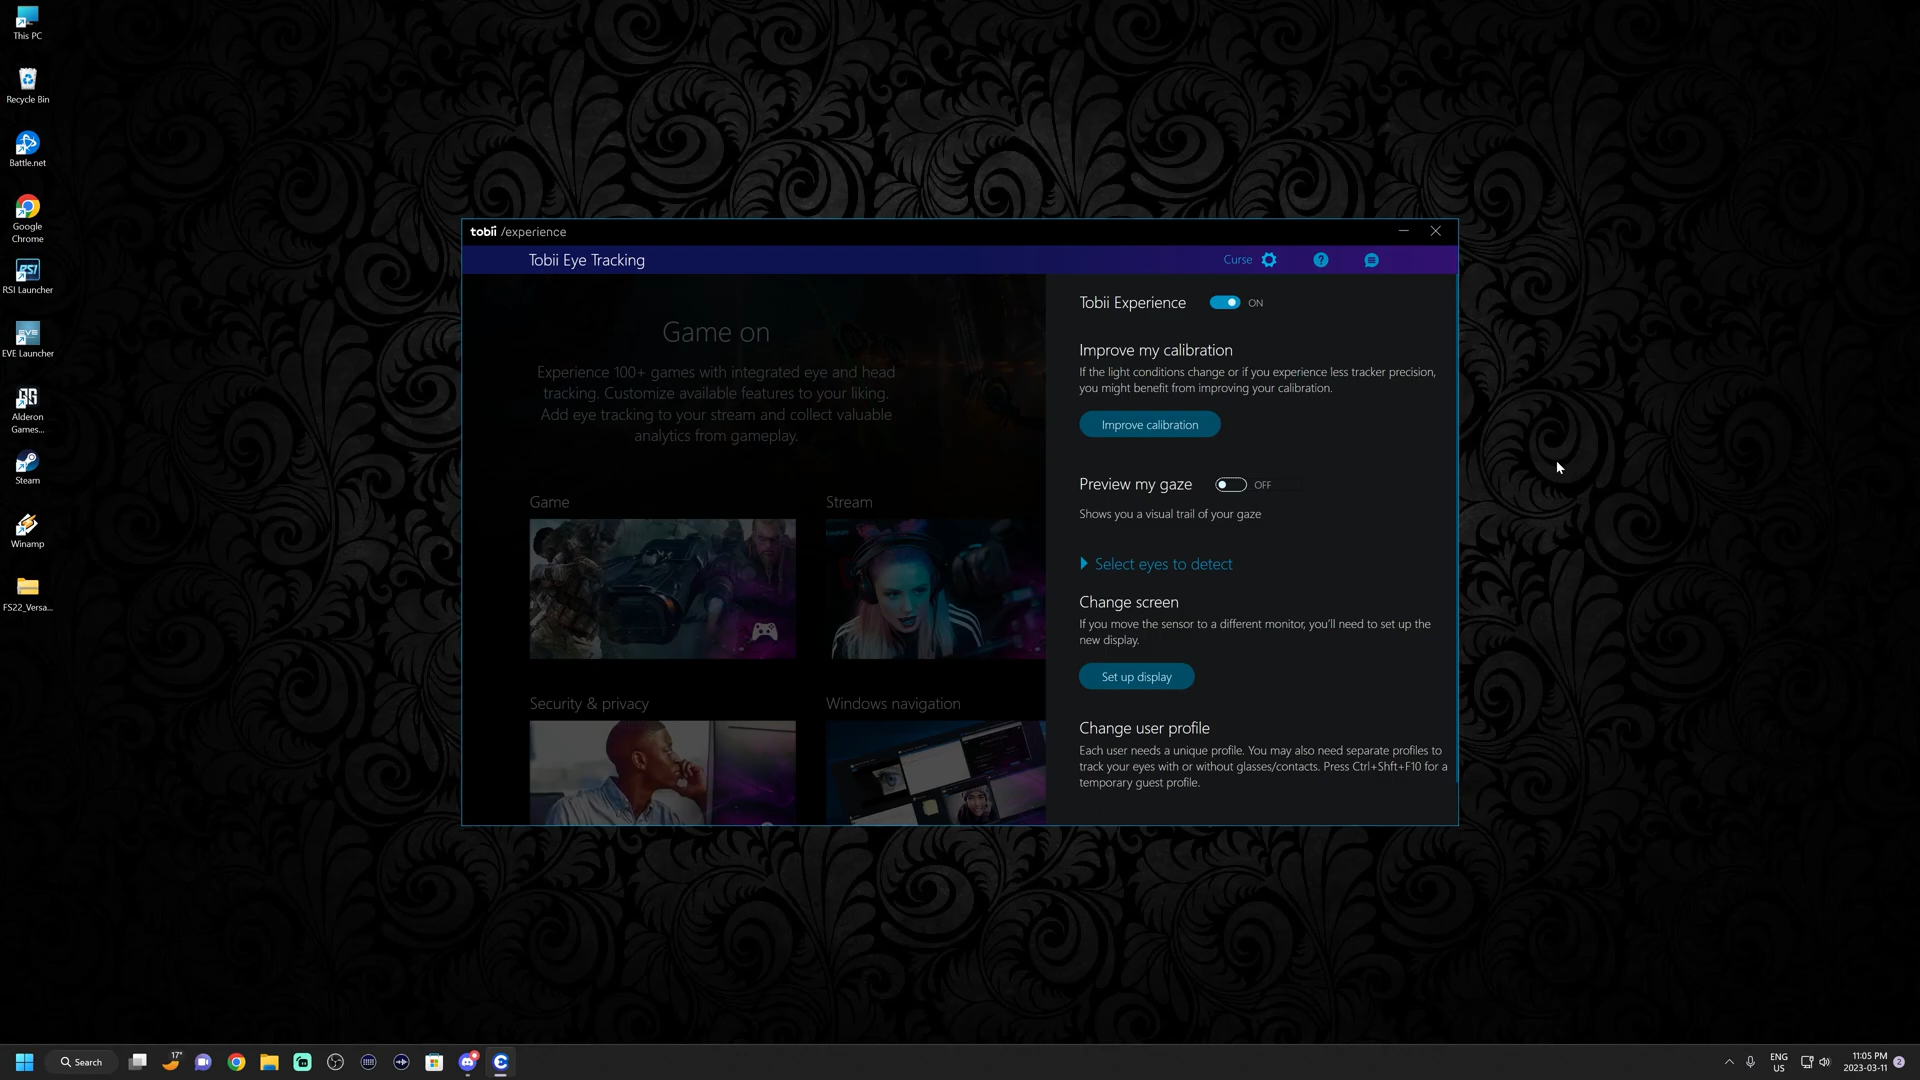 This PC
Recycle Bin
Battle.net
Google
Chrome
RSI
RSI Launcher
EVE
EVE Launcher
Alderon
Games...
Steam
Winamp
FS22_Versa...
tobii /experience
Tobii Eye Tracking
Curse
?
Game on
Experience 100+ games with integrated eye and head
tracking. Customize available features to your liking.
Add eye tracking to your stream and collect valuable
analytics from gameplay.
Game
Stream
Security & privacy
Windows navigation
Tobii Experience
ON
Improve my calibration
If the light conditions change or if you experience less tracker precision,
you might benefit from improving your calibration.
Improve calibration
Preview my gaze
OFF
Shows you a visual trail of your gaze
Select eyes to detect
Change screen
If you move the sensor to a different monitor, you'll need to set up the
new display.
Set up display
Change user profile
Each user needs a unique profile. You may also need separate profiles to
track your eyes with or without glasses/contacts. Press Ctrl+Shft+F10 for a
temporary guest profile.
Search
17°
ENG
US
11:05 PM
2023-03-11
2